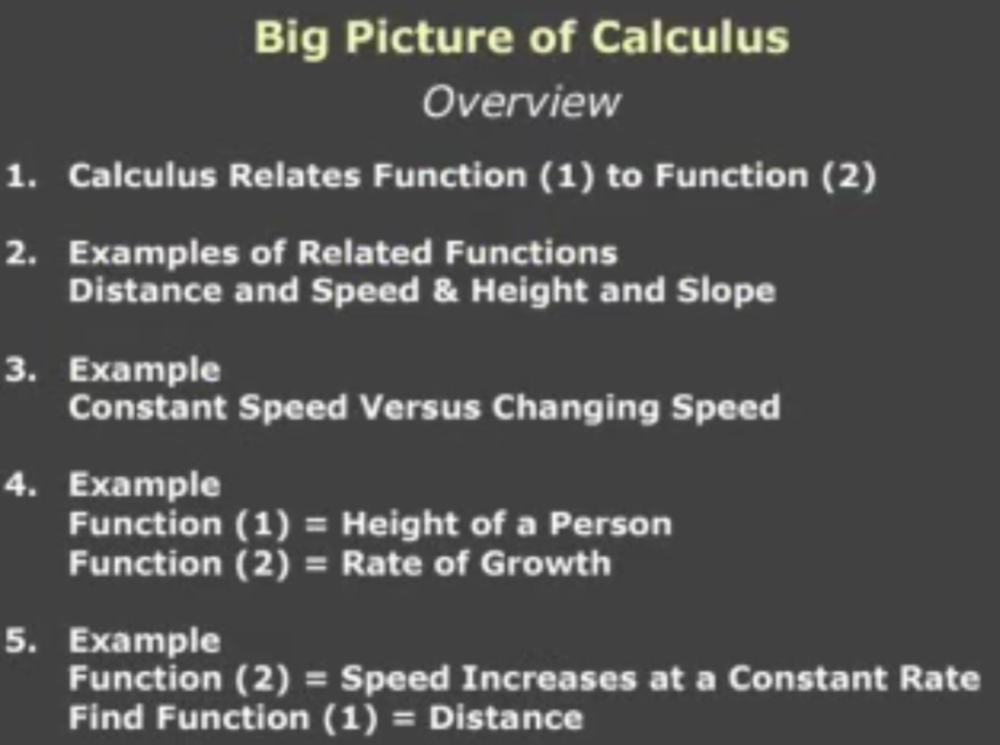 Big Picture of Calculus
Overview
1. Calculus Relates Function (1) to Function (2)
2. Examples of Related Functions
Distance and Speed & Height and Slope
3. Example
Constant Speed Versus Changing Speed
4. Example
Function (1) = Height of a Person
Function (2) = Rate of Growth
5. Example
Function (2) = Speed Increases at a Constant Rate
Find Function (1) = Distance